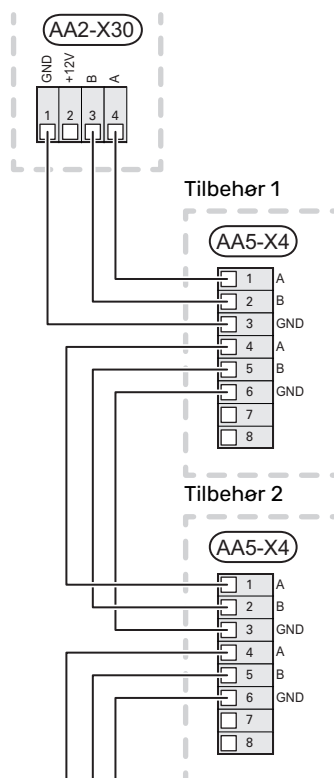 AA2-X30
GND +12V B A
1 2 3 4
Tilbehør 1
AA5-X4
1 A
2 B
3 GND
4 A
5 B
6 GND
7
8
Tilbehør 2
AA5-X4
1 A
2 B
3 GND
4 A
5 B
6 GND
7
8